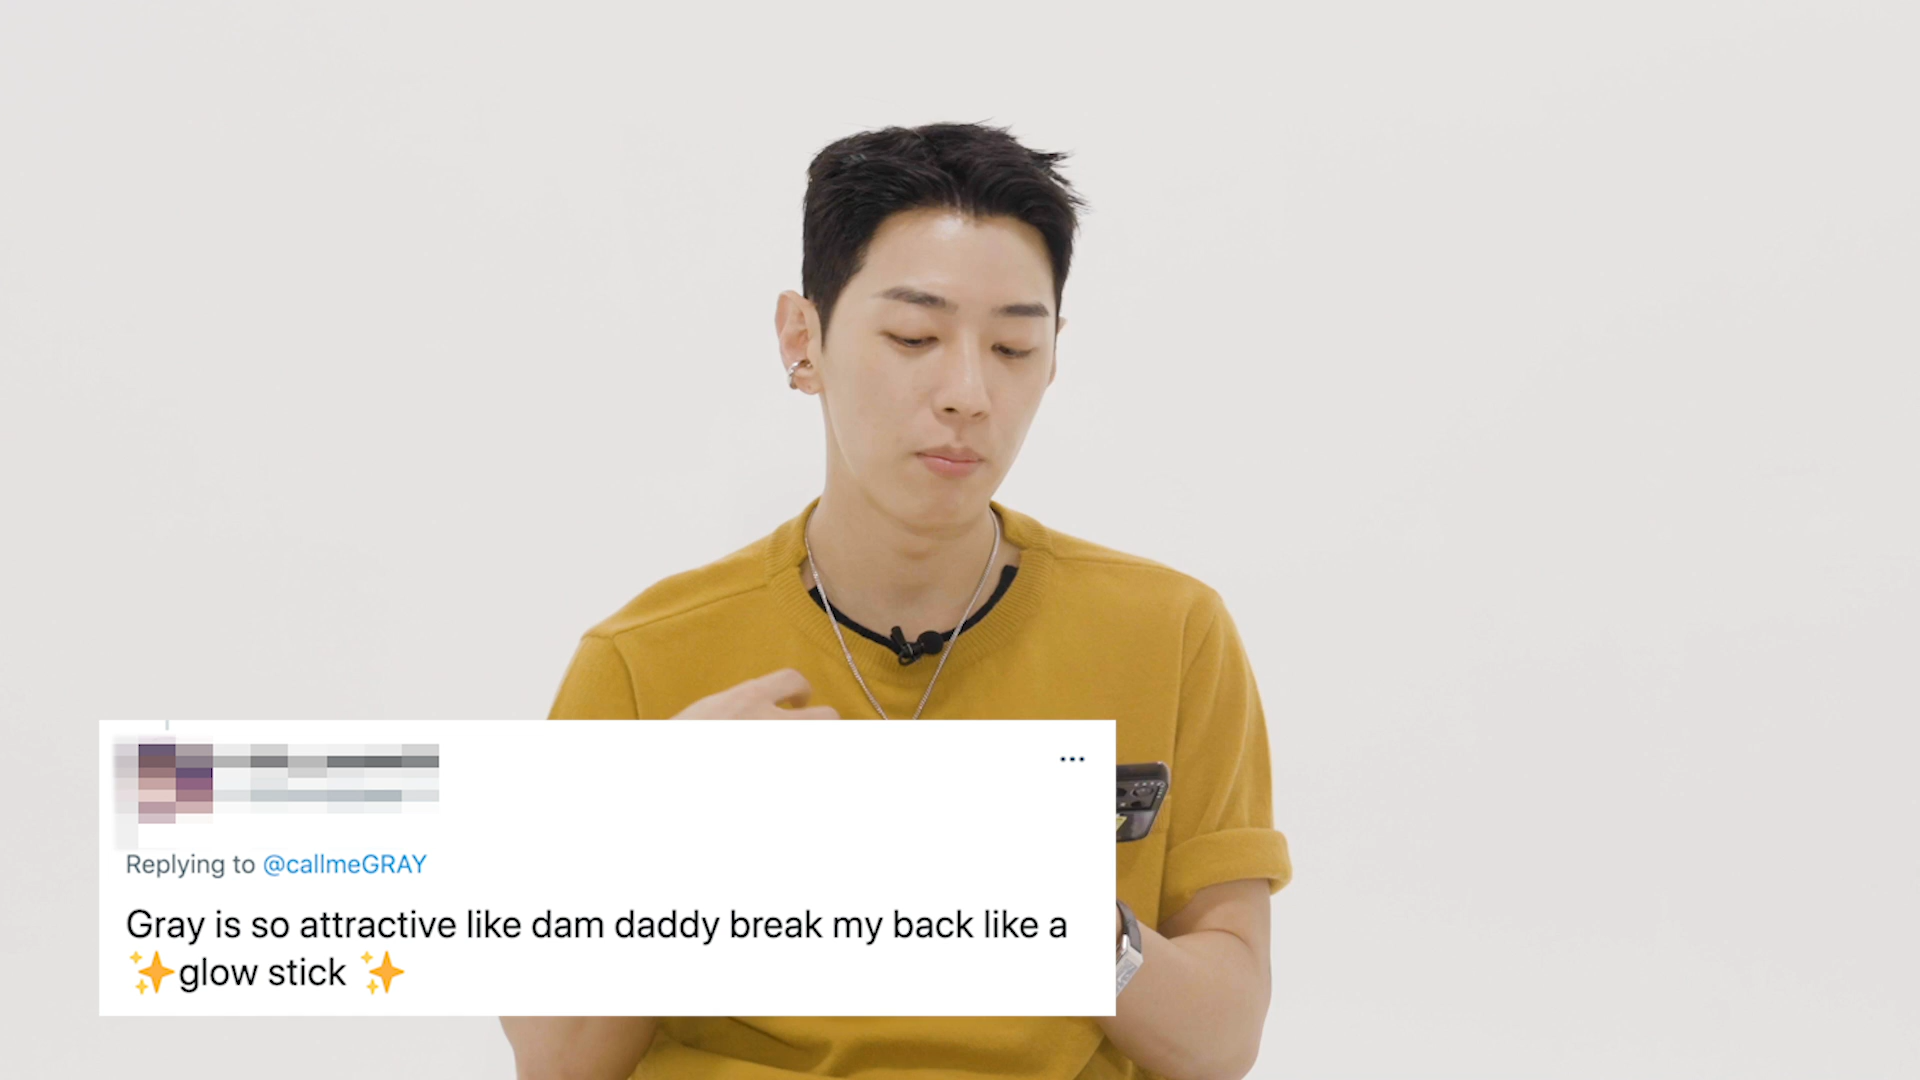 Replying to @callmeGRAY
Gray is so attractive like dam daddy break my back like a
✨glow stick ✨